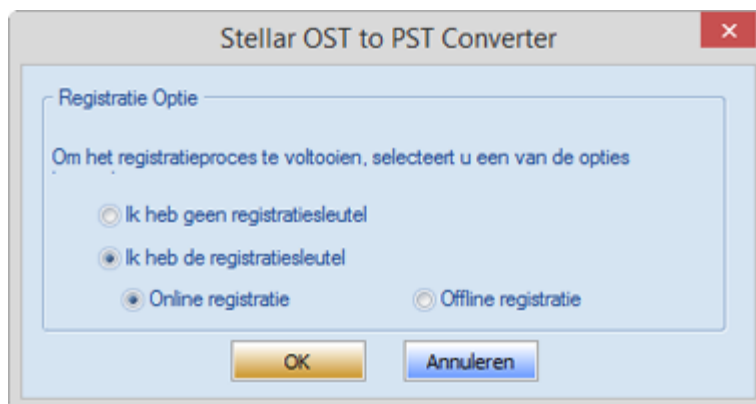 Stellar OST to PST Converter
Registratie Optie
Om het registratieproces te voltooien, selecteert u een van de opties
Ik heb geen registratiesleutel
Ik heb de registratiesleutel
Online registratie Offline registratie
OK Annuleren